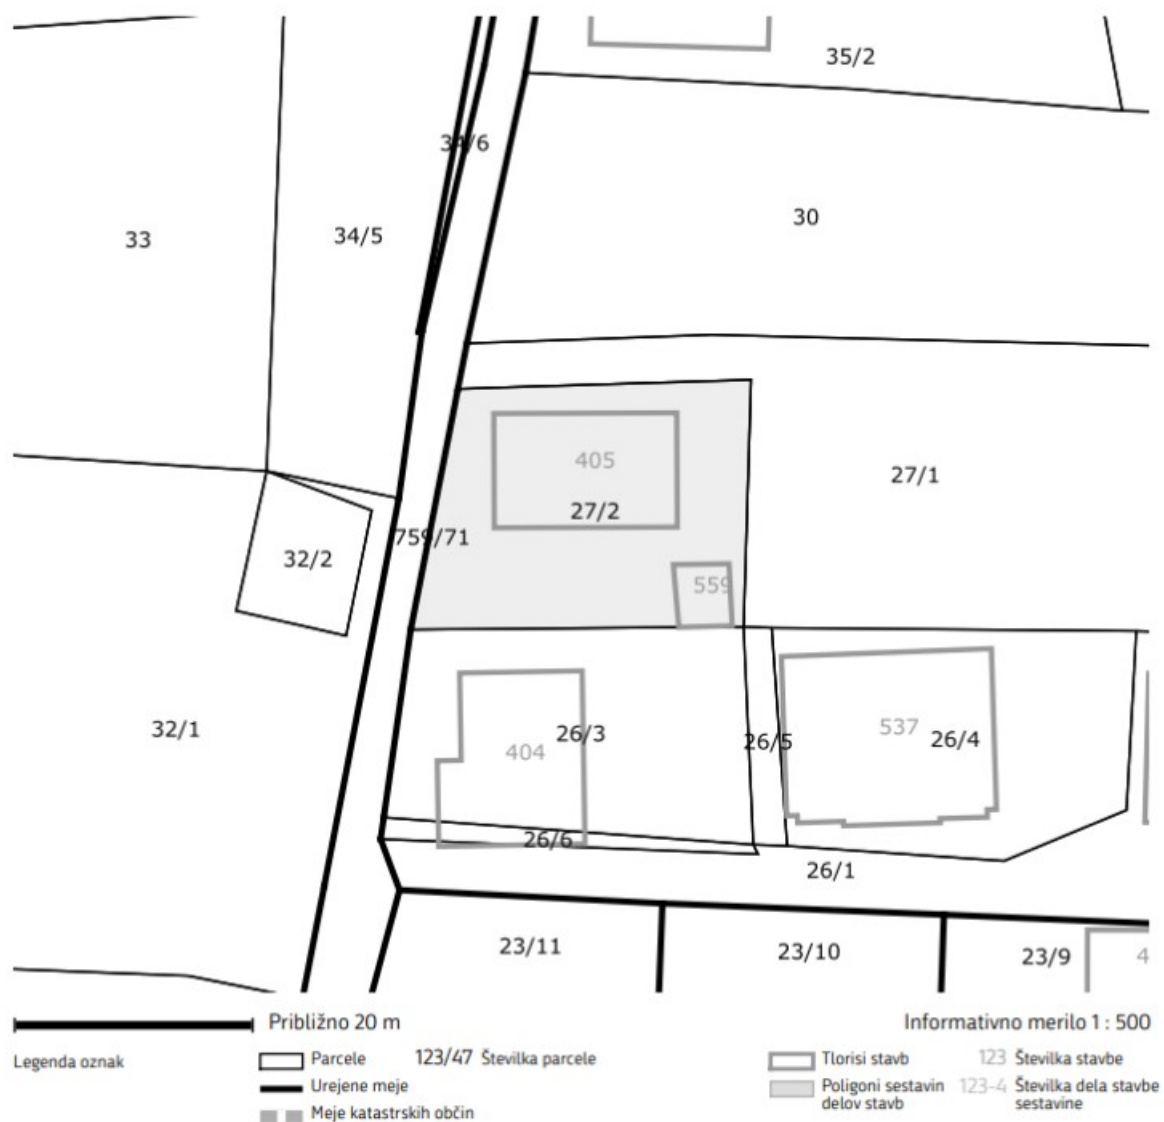 35/2
34/6
30
33
34/5
405
27/1
27/2
759/71
32/2
559
32/1
537
26/3
26/5
26/4
404
26/6
26/1
23/11
23/10
23/9
4
Približno 20 m
Informativno merilo 1 : 500
Legenda oznak
Parcele
123/47 Številka parcele
Urejene meje
Meje katastrskih občin
Tlorisi stavb
123 Številka stavbe
Poligoni sestavin
delov stavb
123-4 Številka dela stavbe
sestavine